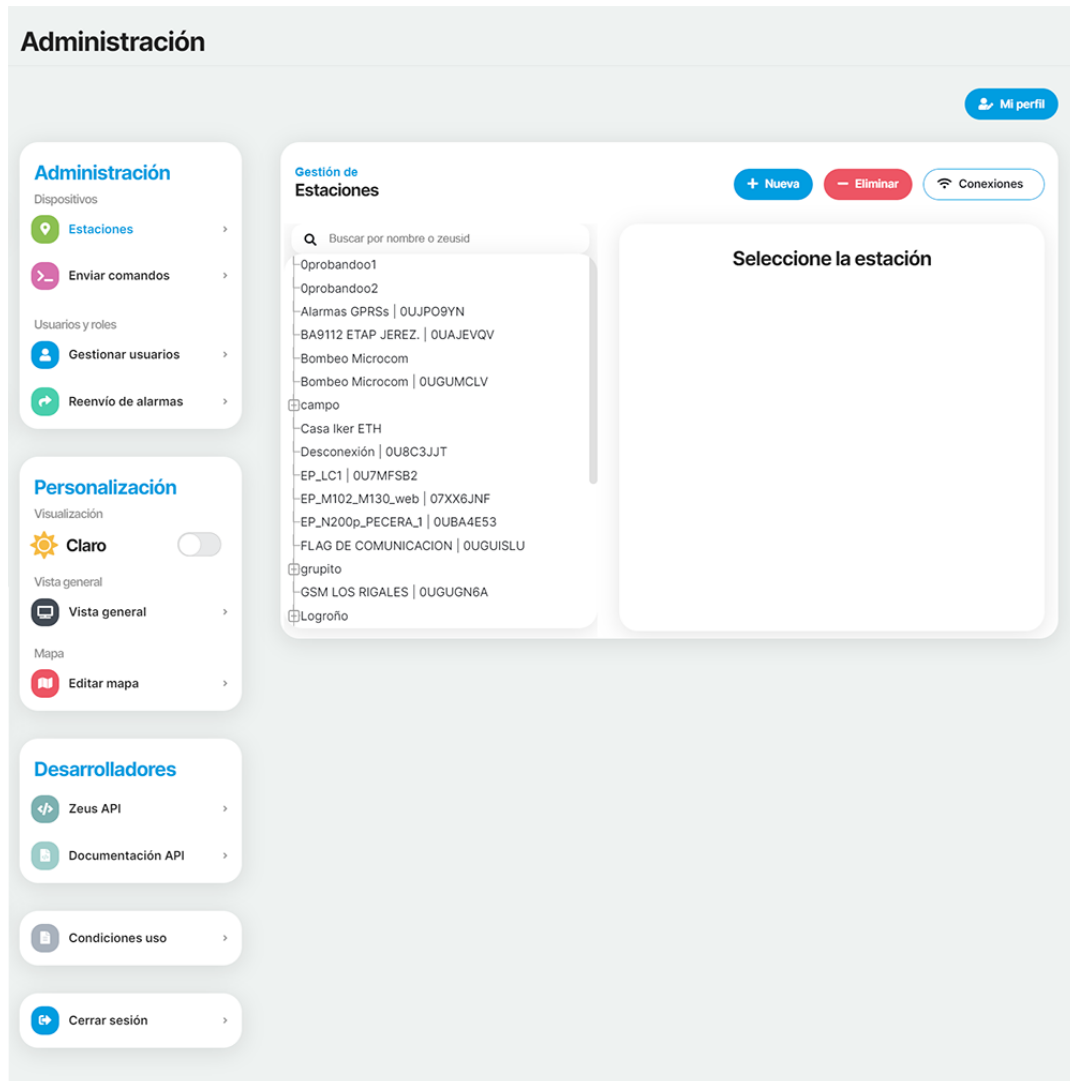 Administración
Mi perfil
Administración
Dispositivos
Estaciones
Enviar comandos
Usuarios y roles
Gestionar usuarios
Reenvío de alarmas
Personalización
Visualización
Claro
Vista general
Vista general
Mapa
Editar mapa
Desarrolladores
Zeus API
Documentación API
Condiciones uso
Cerrar sesión
Gestión de
Estaciones
+ Nueva
− Eliminar
Conexiones
Buscar por nombre o zeusid
0probandoo1
0probandoo2
Alarmas GPRSs | 0UJPO9YN
BA9112 ETAP JEREZ. | 0UAJEVQV
Bombeo Microcom
Bombeo Microcom | 0UGUMCLV
campo
Casa Iker ETH
Desconexión | 0U8C3JJT
EP_LC1 | 0U7MFSB2
EP_M102_M130_web | 07XX6JNF
EP_N200p_PECERA_1 | 0UBA4E53
FLAG DE COMUNICACION | 0UGUISLU
grupito
GSM LOS RIGALES | 0UGUGN6A
Logroño
Seleccione la estación